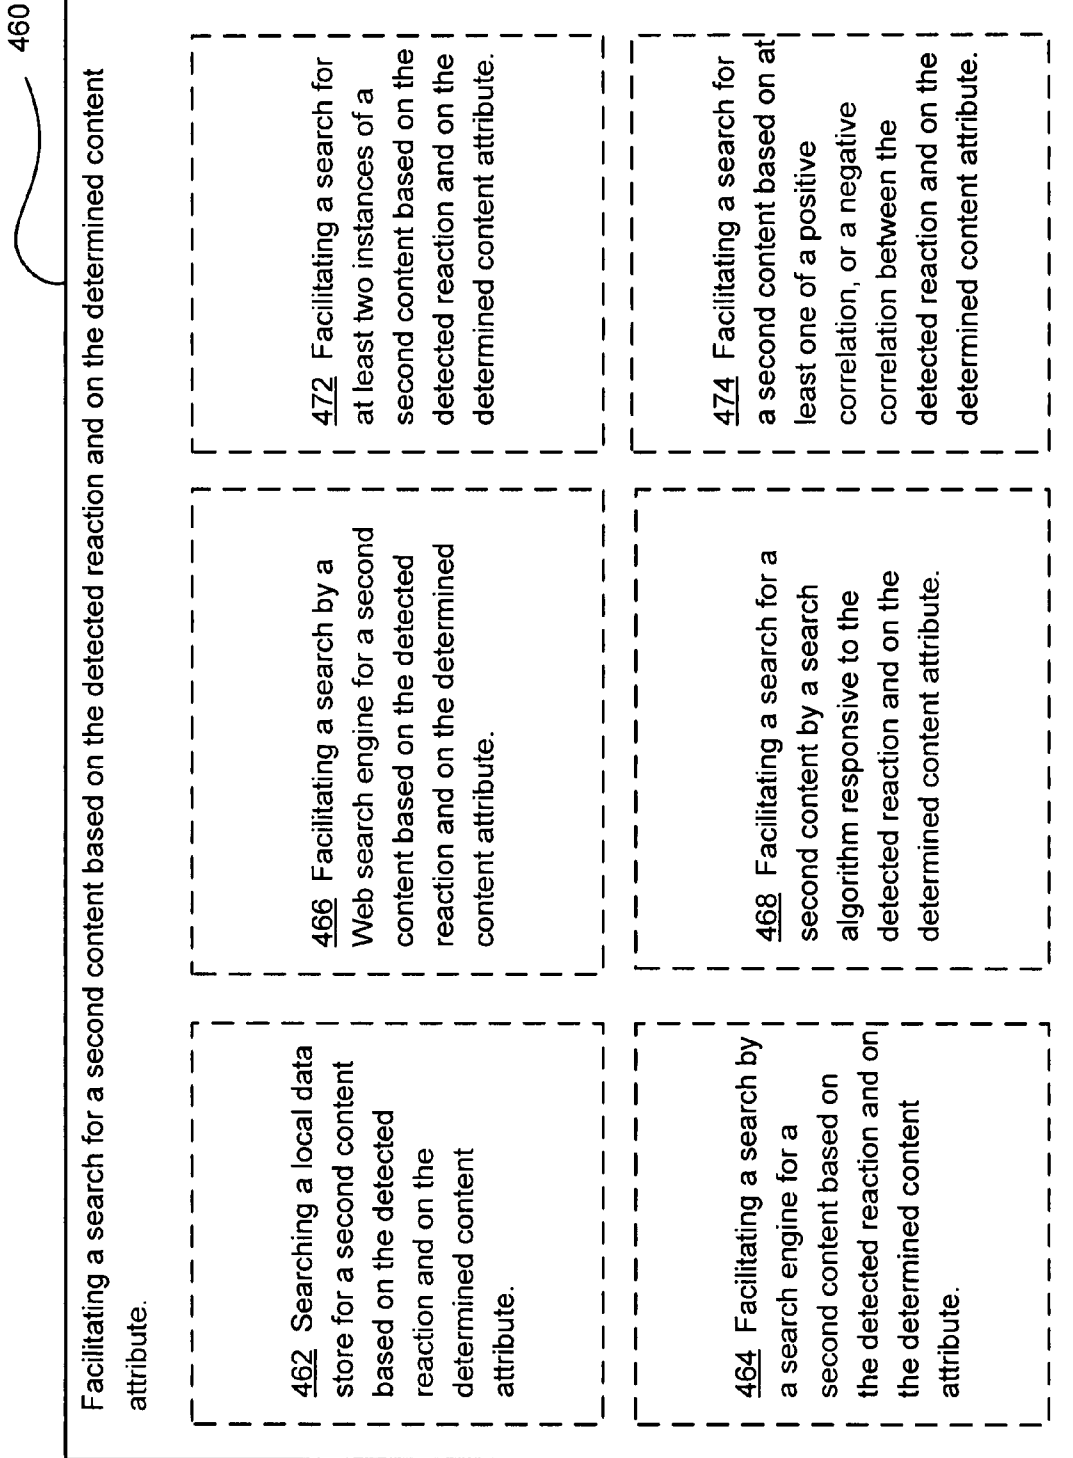 460
Facilitating a search for a second content based on the detected reaction and on the determined content
attribute.
462 Searching a local data
store for a second content
based on the detected
reaction and on the
determined content
attribute.
466 Facilitating a search by a
Web search engine for a second
content based on the detected
reaction and on the determined
content attribute.
472 Facilitating a search for
at least two instances of a
second content based on the
detected reaction and on the
determined content attribute.
464 Facilitating a search by
a search engine for a
second content based on
the detected reaction and on
the determined content
attribute.
468 Facilitating a search for a
second content by a search
algorithm responsive to the
detected reaction and on the
determined content attribute.
474 Facilitating a search for
a second content based on at
least one of a positive
correlation, or a negative
correlation between the
detected reaction and on the
determined content attribute.